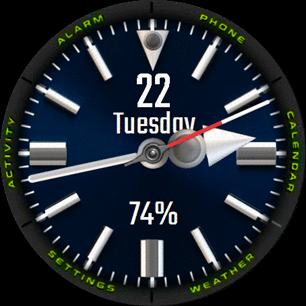 ALARM
PHONE
22
Tuesday
ACTIVITY
CALENDAR
74%
SETTINGS
WEATHER